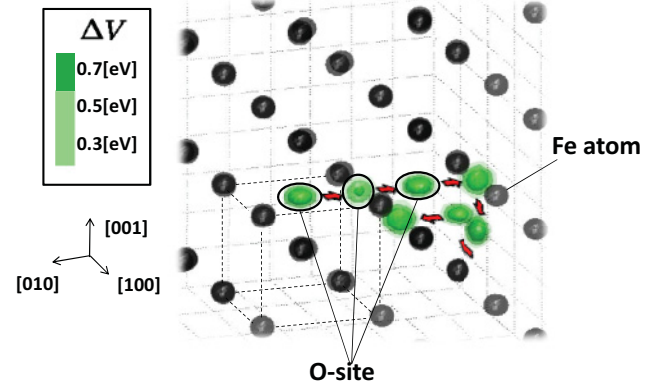 ΔV
0.7[eV]
0.5[eV]
0.3[eV]
Fe atom
[001]
[010]
[100]
O-site